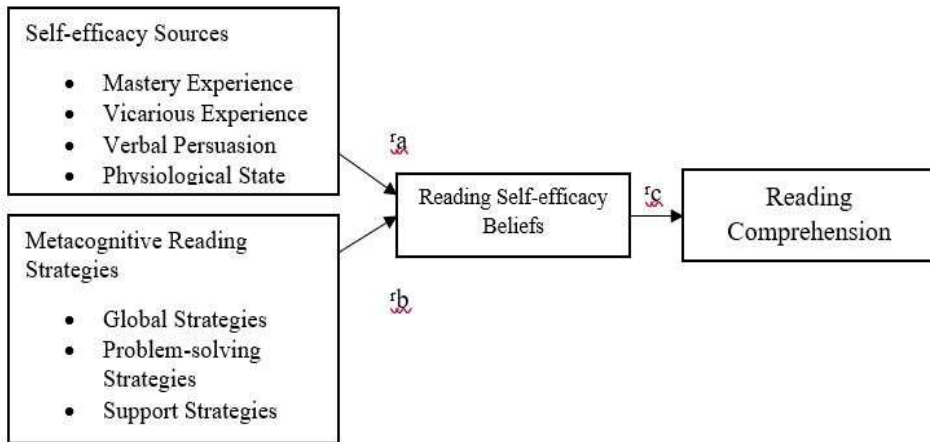 Self-efficacy Sources
• Mastery Experience
• Vicarious Experience
• Verbal Persuasion
• Physiological State
Metacognitive Reading
Strategies
• Global Strategies
• Problem-solving
Strategies
• Support Strategies
ra
rb
Reading Self-efficacy
Beliefs
rc
Reading
Comprehension